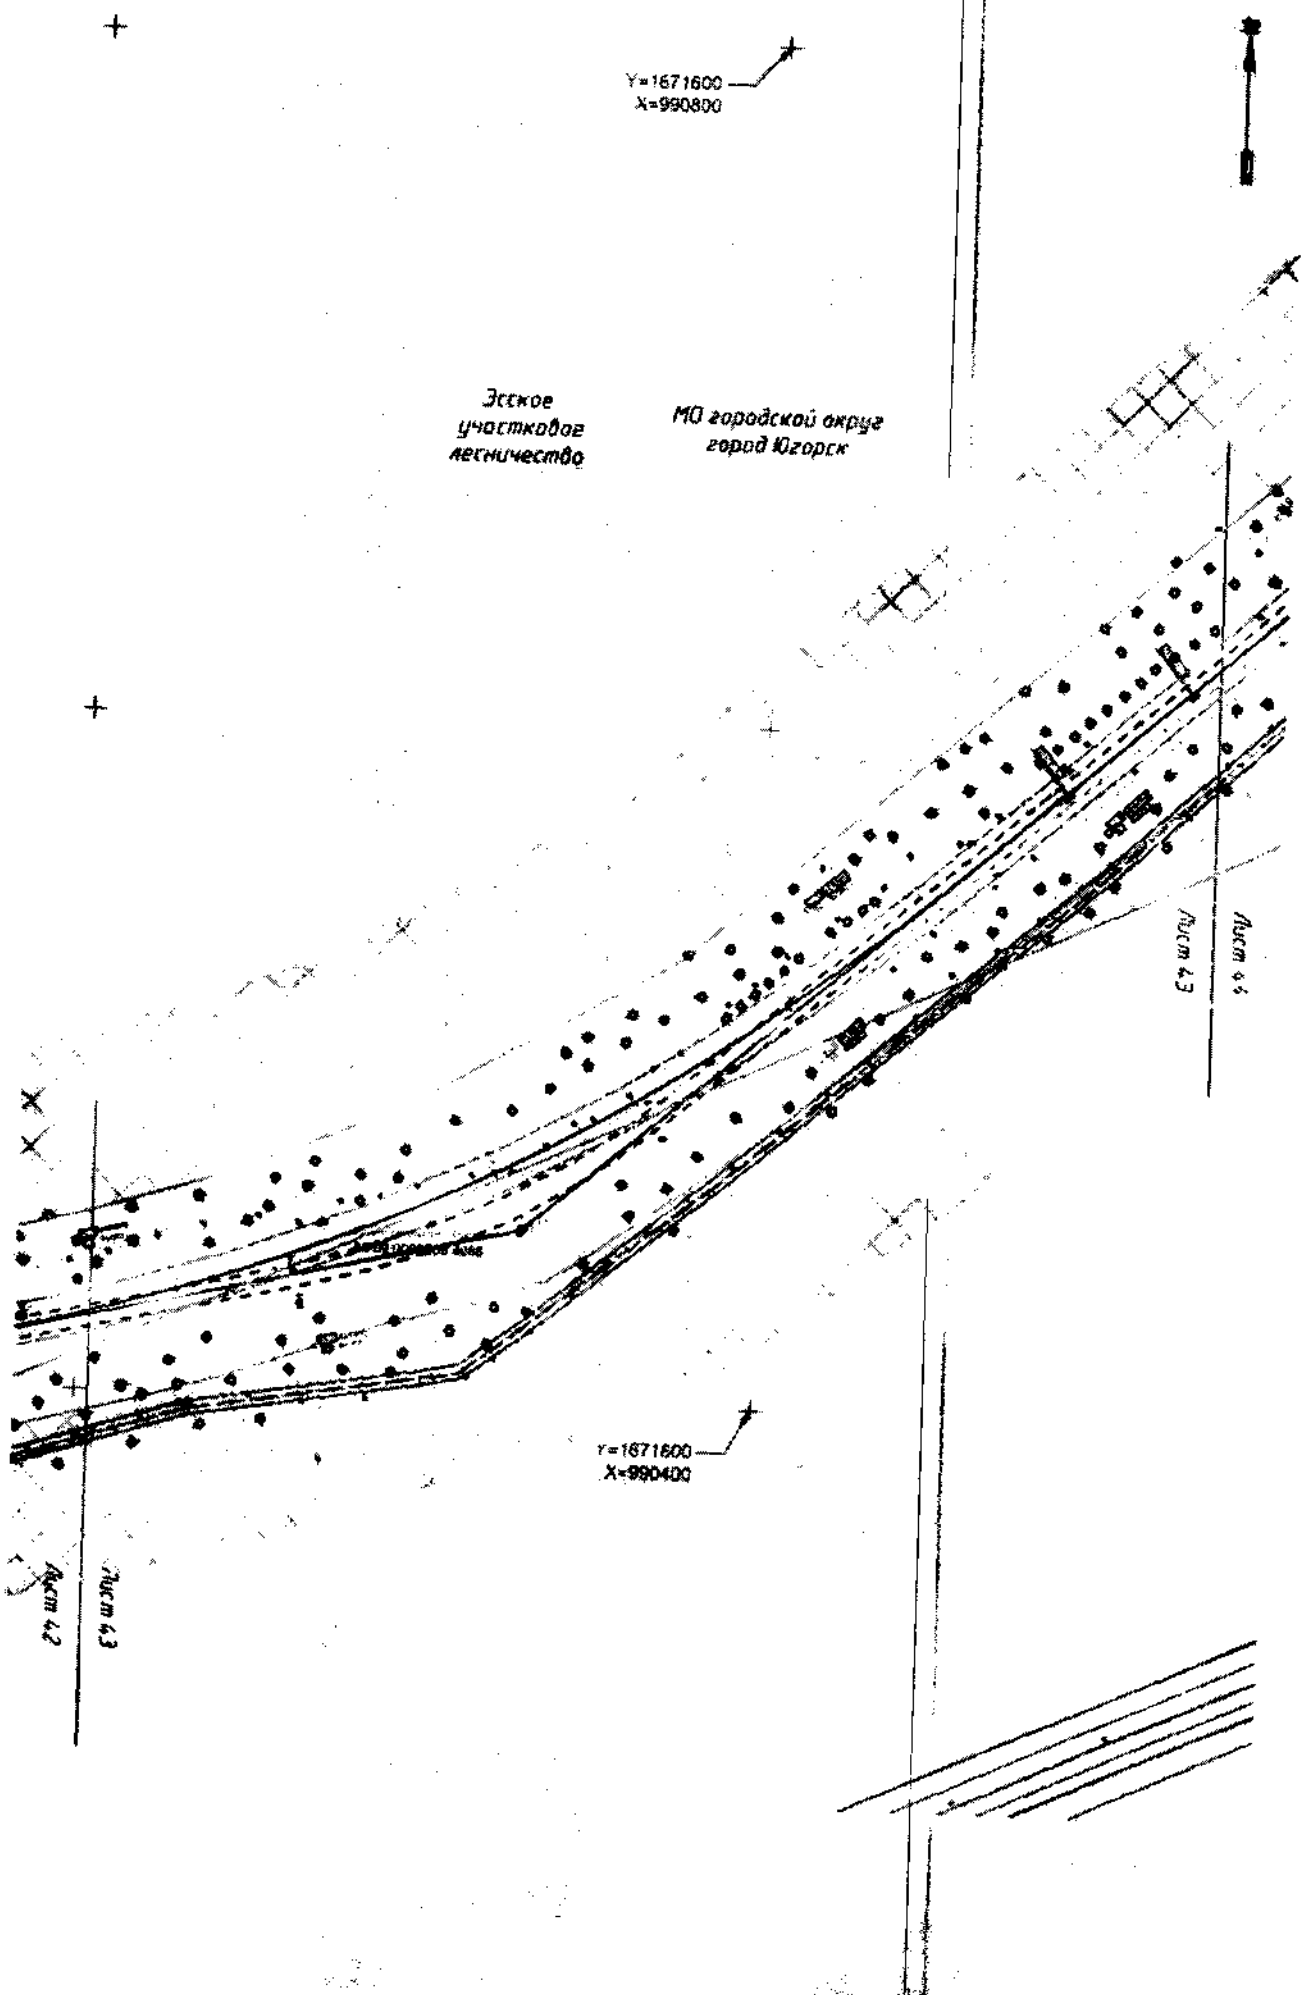 Y=1671600
X=990800
Эсское
участковое
лесничество
МО городской округ
город Югорск
Лист 44
Лист 43
Y=1671600
X=990400
Лист 43
Лист 42